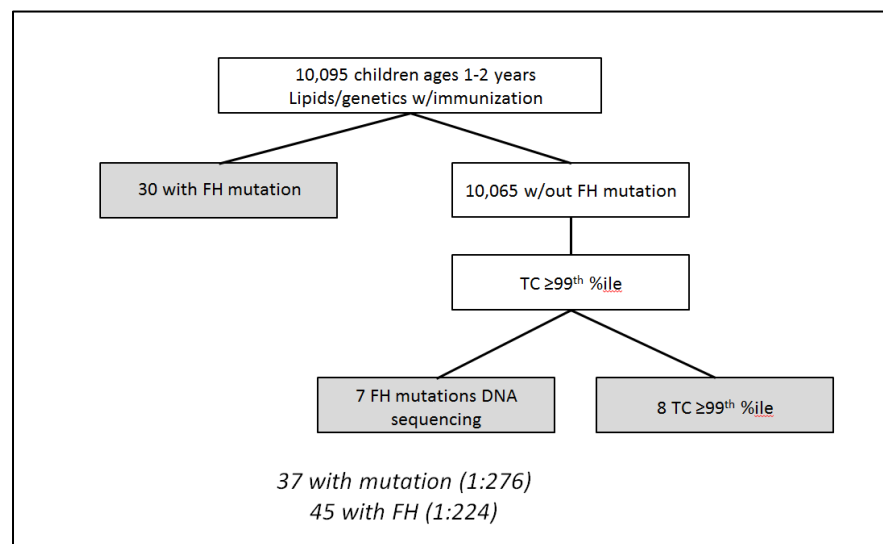 10,095 children ages 1-2 years
Lipids/genetics w/immunization
30 with FH mutation
10,065 w/out FH mutation
TC ≥99th %ile
7 FH mutations DNA
sequencing
8 TC ≥99th %ile
37 with mutation (1:276)
45 with FH (1:224)